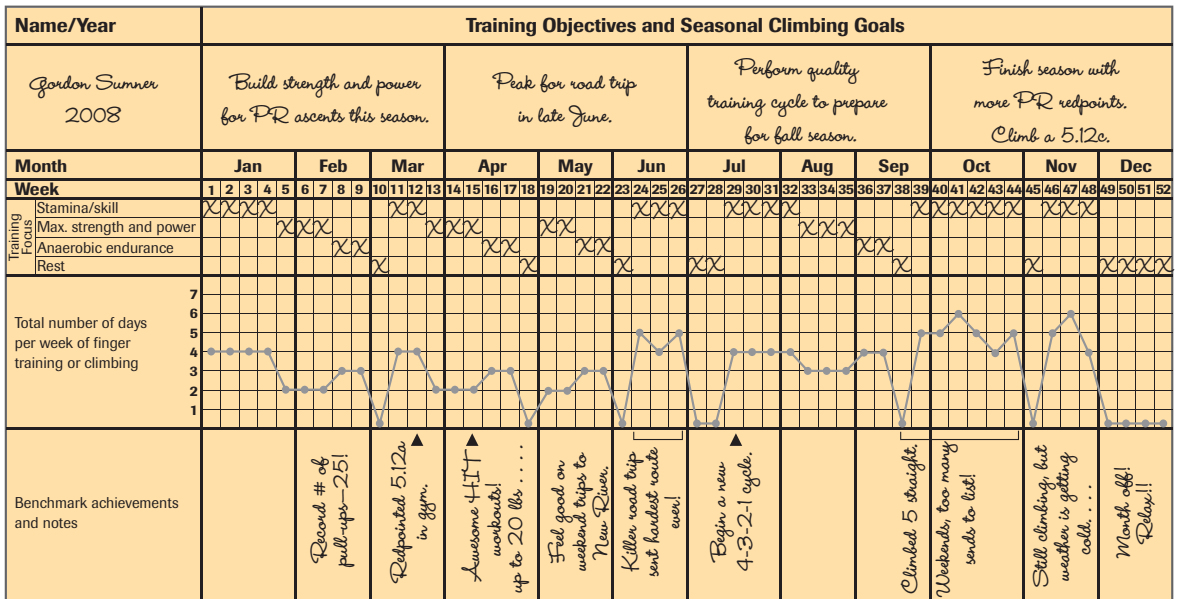 Name/Year
Training Objectives and Seasonal Climbing Goals
Gordon Sumner
2008
Build strength and power
for PR ascents this season.
Peak for road trip
in late June.
Perform quality
training cycle to prepare
for fall season.
Finish season with
more PR redpoints.
Climb a 5.12c.
Month
Jan Feb Mar Apr May Jun Jul Aug Sep Oct Nov Dec
Week
1 2 3 4 5 6 7 8 9 10 11 12 13 14 15 16 17 18 19 20 21 22 23 24 25 26 27 28 29 30 31 32 33 34 35 36 37 38 39 40 41 42 43 44 45 46 47 48 49 50 51 52
Training
Focus
Stamina/skill
X X X X X X X X X X X X X X X X X X X X X X
Max. strength and power
X X X X X X X X X X X
Anaerobic endurance
X X X X X X X X
Rest
X X X X X X X X X X X
Total number of days
per week of finger
training or climbing
7
6
5
4
3
2
1
Benchmark achievements
and notes
Record # of
pull-ups—25!
Redpointed 5.12a
in gym.
Awesome HIT
workouts!
up to 20 lbs . . . .
Feel good on
weekend trips to
New River.
Killer road trip
sent hardest route
ever!
Begin a new
4-3-2-1 cycle.
Climbed 5 straight.
Weekends, too many
sends to list!
Still climbing, but
weather is getting
cold. . . .
Month off!
Relax!!